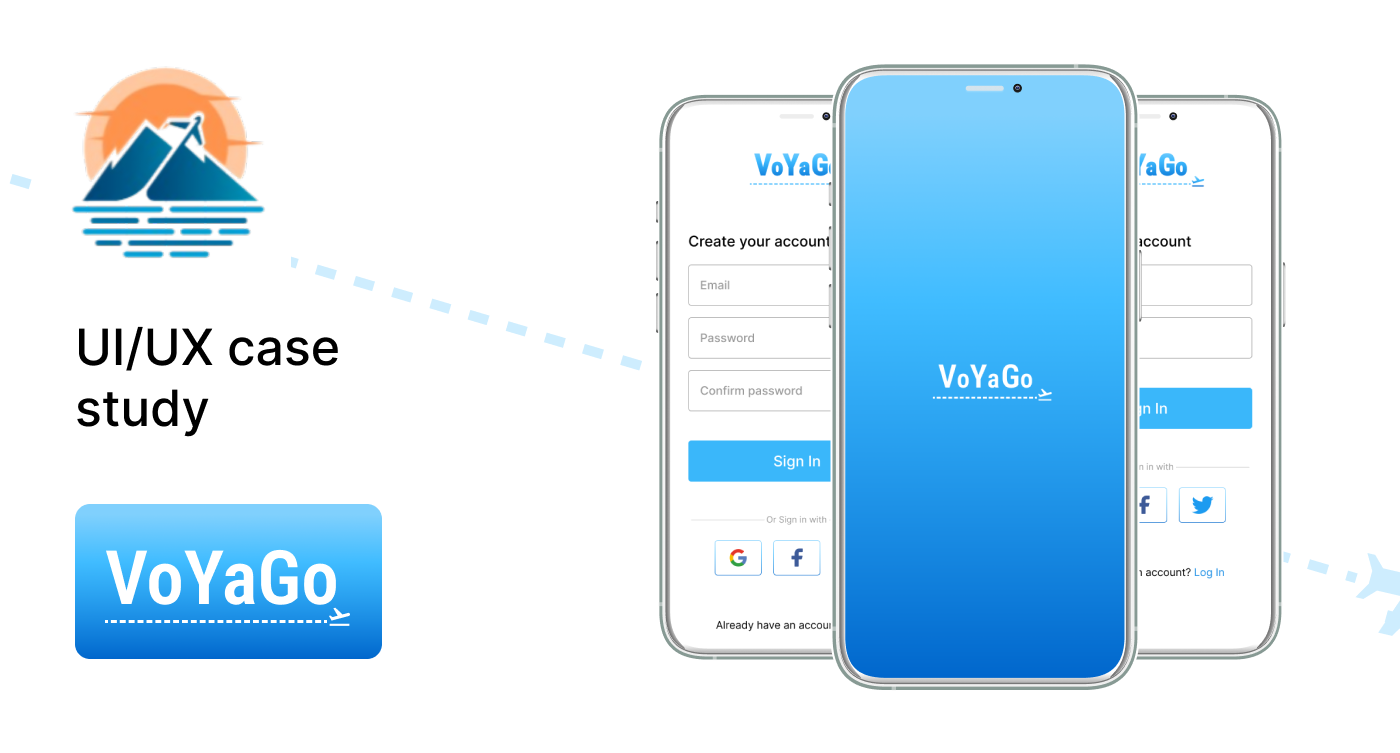 UI/UX case
study
VoYaGo
VoYaG
Create your account
Email
Password
Confirm password
Sign In
Or Sign in with
Already have an accou
VoYaGo
YaGo
account
gn In
n in with
n account? Log In